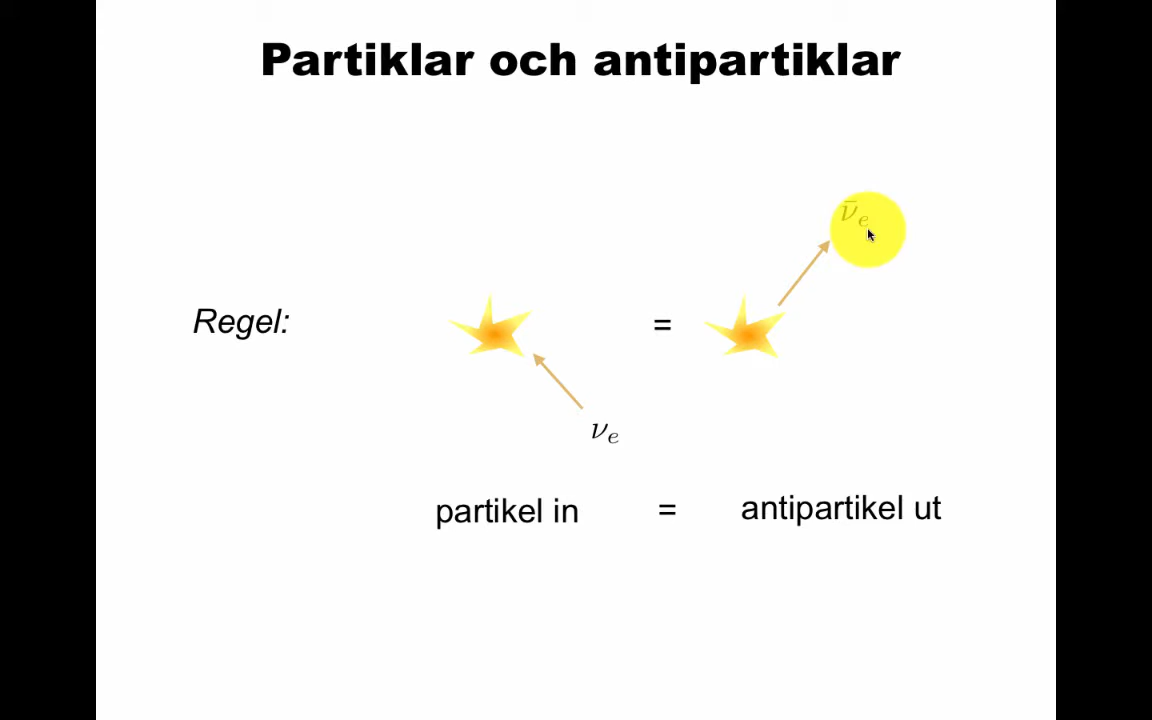 Partiklar och antipartiklar
ν̄e
Regel:
=
νe
partikel in = antipartikel ut